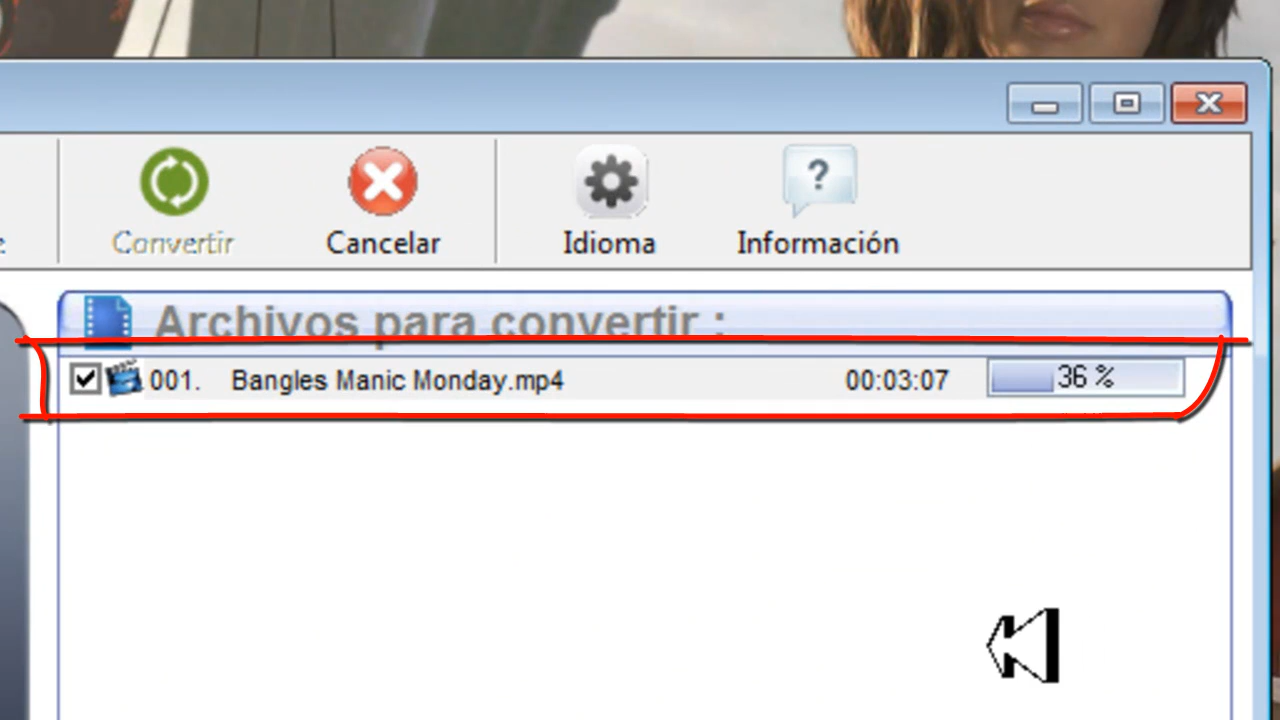 Convertir Cancelar Idioma Información
Archivos para convertir :
001. Bangles Manic Monday.mp4 00:03:07 36 %